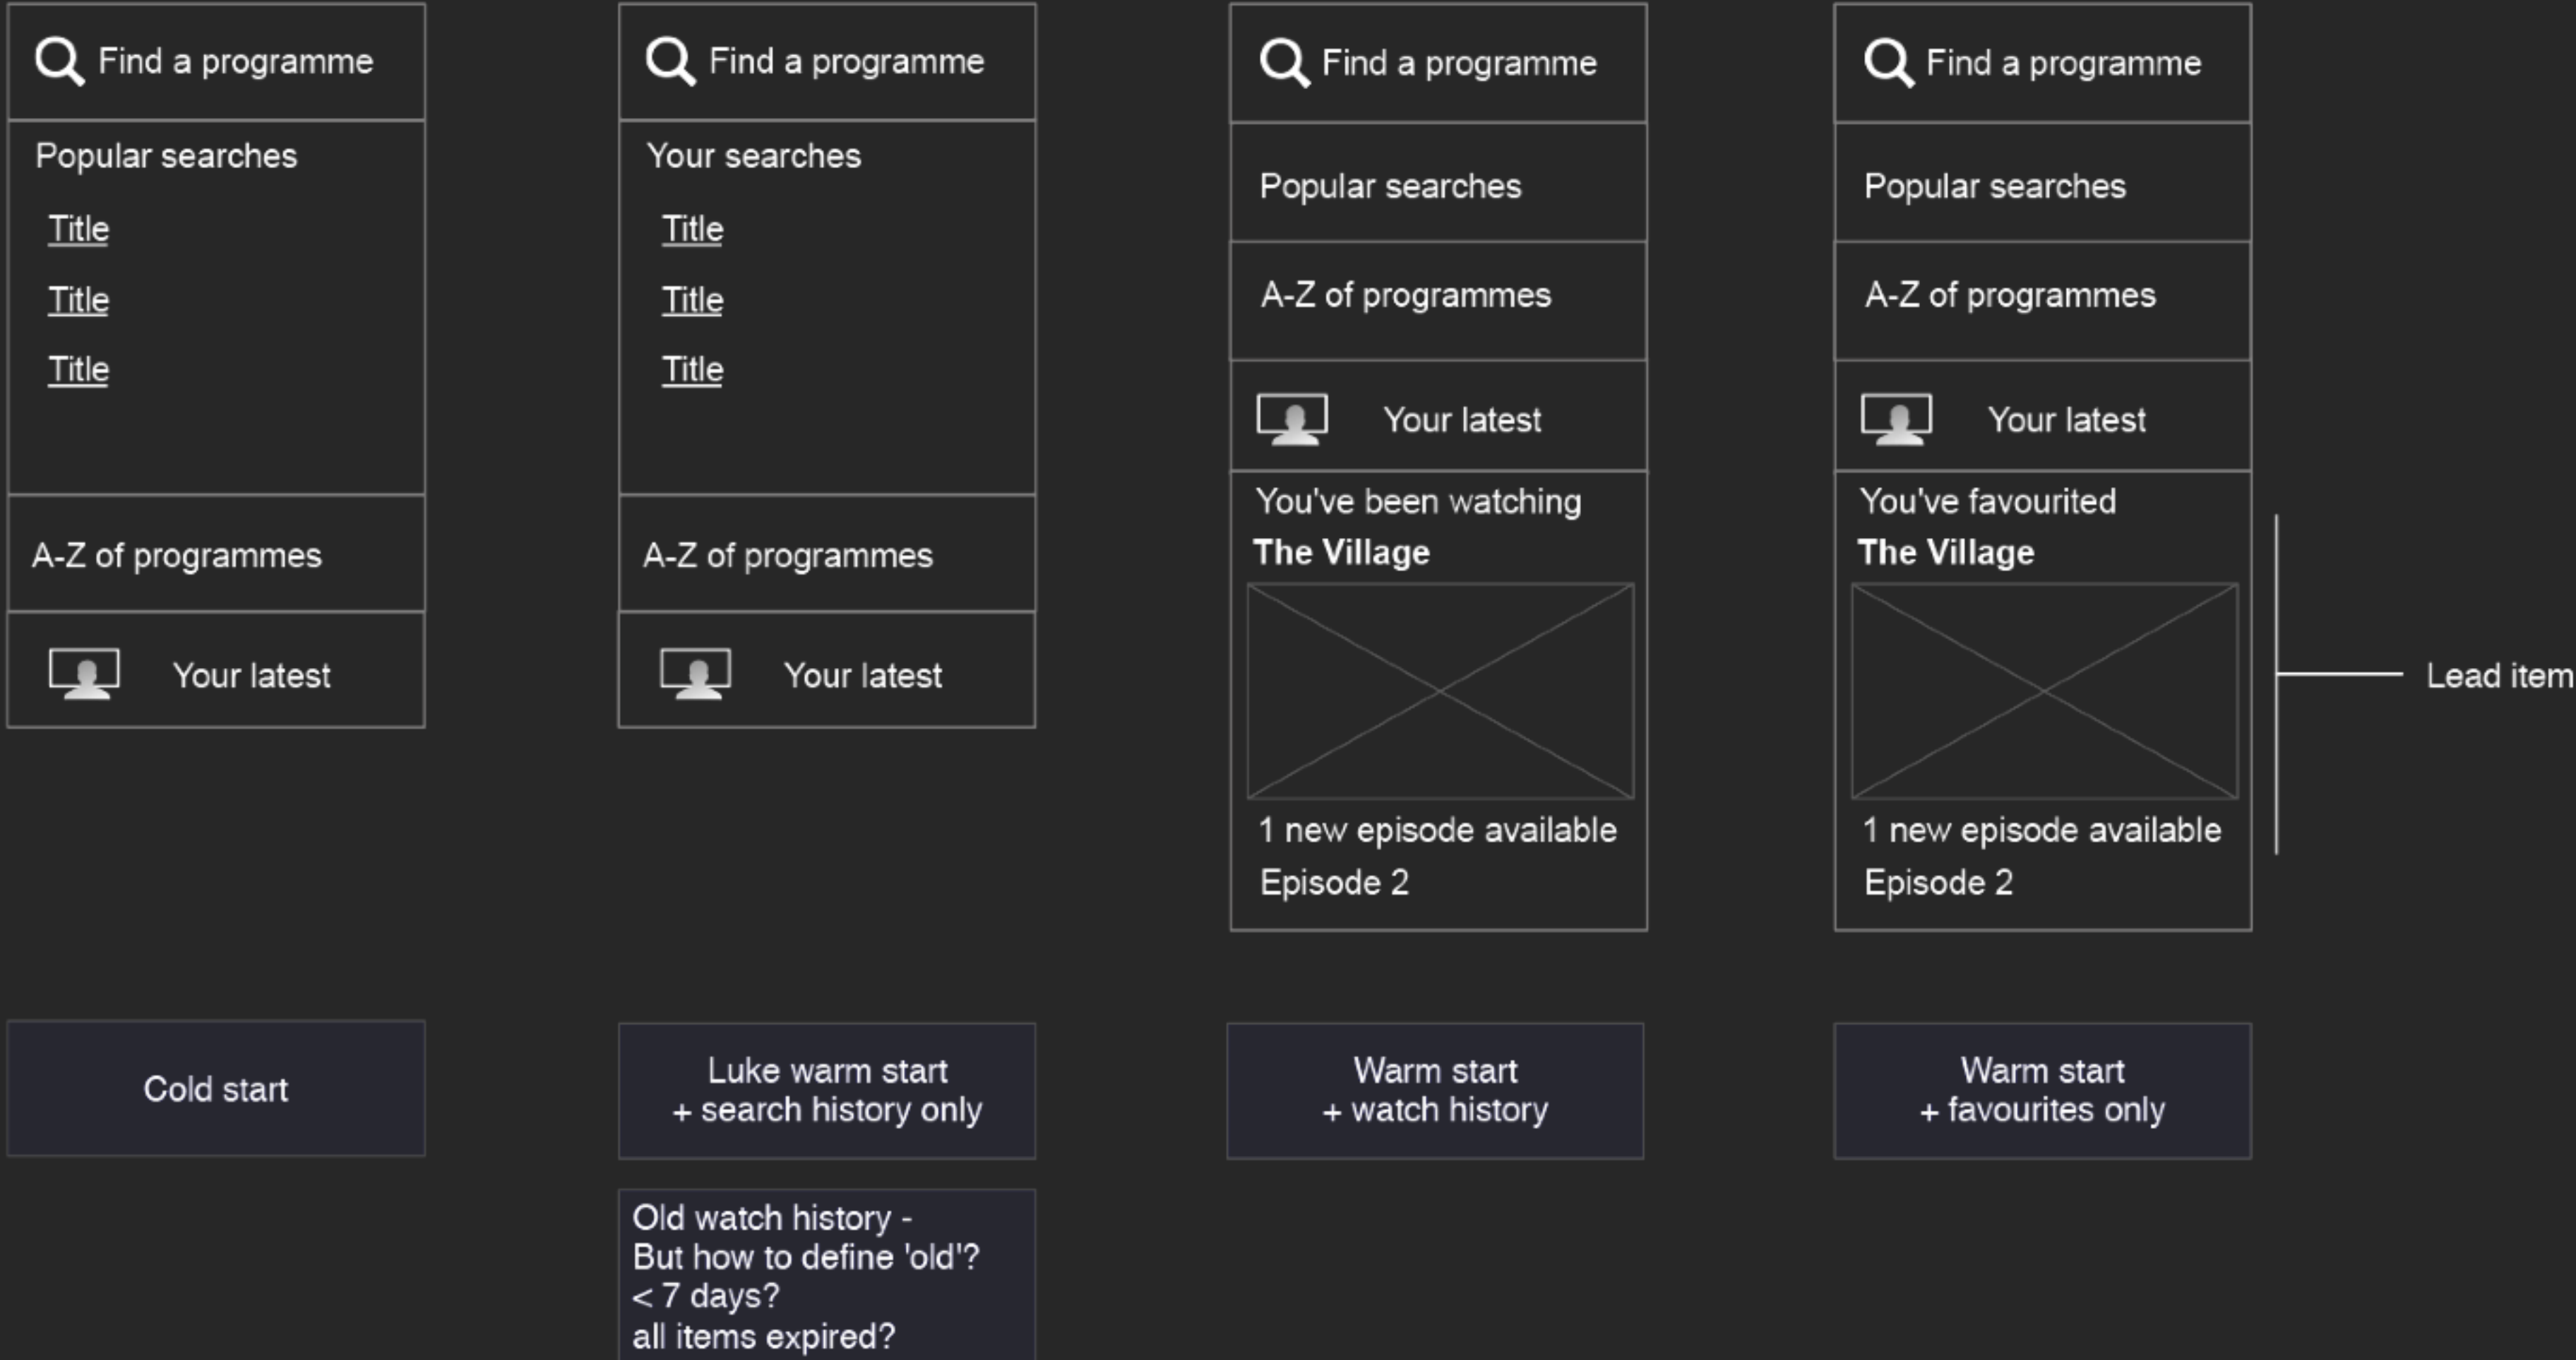 Find a programme
Popular searches
Title
Title
Title
A-Z of programmes
Your latest
Cold start
Find a programme
Your searches
Title
Title
Title
A-Z of programmes
Your latest
Luke warm start
+ search history only
Old watch history -
But how to define 'old'?
< 7 days?
all items expired?
Find a programme
Popular searches
A-Z of programmes
Your latest
You've been watching
The Village
1 new episode available
Episode 2
Warm start
+ watch history
Find a programme
Popular searches
A-Z of programmes
Your latest
You've favourited
The Village
1 new episode available
Episode 2
Lead item
Warm start
+ favourites only